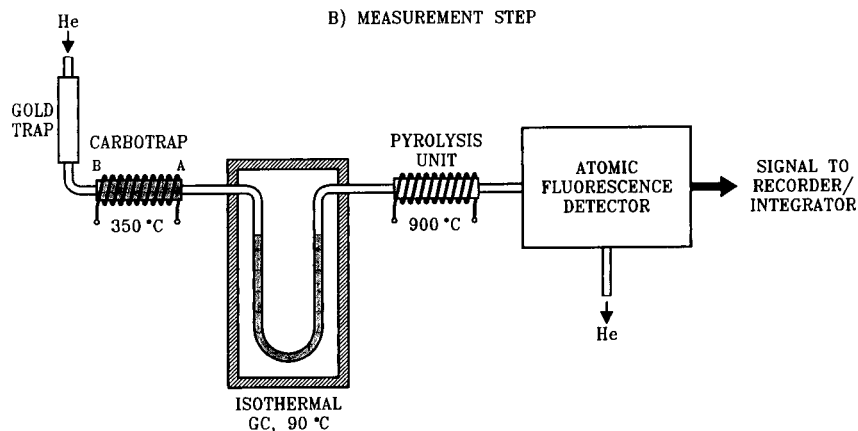 B) MEASUREMENT STEP
He
GOLD
TRAP
CARBOTRAP
B
A
350 °C
ISOTHERMAL
GC, 90 °C
PYROLYSIS
UNIT
900 °C
ATOMIC
FLUORESCENCE
DETECTOR
He
SIGNAL TO
RECORDER/
INTEGRATOR